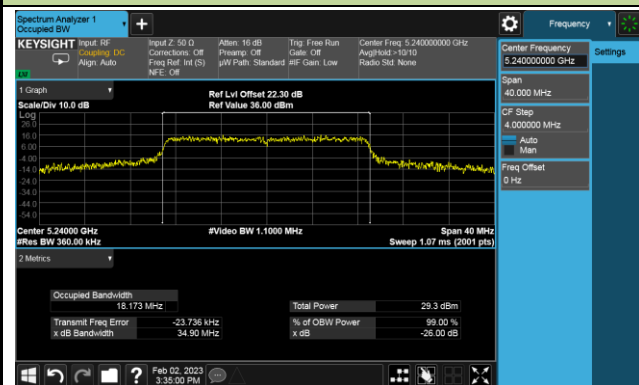 Spectrum Analyzer 1
Occupied BW
Frequency
KEYSIGHT
Input: RF
Coupling: DC
Align: Auto
Input Z: 50 Ω
Corrections: Off
Freq Ref: Int (S)
NFE: Off
Atten: 16 dB
Preamp: Off
µW Path: Standard
Trig: Free Run
Gate: Off
#IF Gain: Low
Center Freq: 5.240000000 GHz
Avg|Hold:>10/10
Radio Std: None
Center Frequency
5.240000000 GHz
Settings
Span
40.000 MHz
CF Step
4.000000 MHz
Auto
Man
Freq Offset
0 Hz
1 Graph
Scale/Div 10.0 dB
Ref Lvl Offset 22.30 dB
Ref Value 36.00 dBm
Log
26.0
16.0
6.00
-4.00
-14.0
-24.0
-34.0
-44.0
-54.0
Center 5.24000 GHz
#Res BW 360.00 kHz
#Video BW 1.1000 MHz
Span 40 MHz
Sweep 1.07 ms (2001 pts)
2 Metrics
Occupied Bandwidth
18.173 MHz
Total Power 29.3 dBm
Transmit Freq Error -23.736 kHz
% of OBW Power 99.00 %
x dB Bandwidth 34.90 MHz
x dB -26.00 dB
Feb 02, 2023
3:35:00 PM